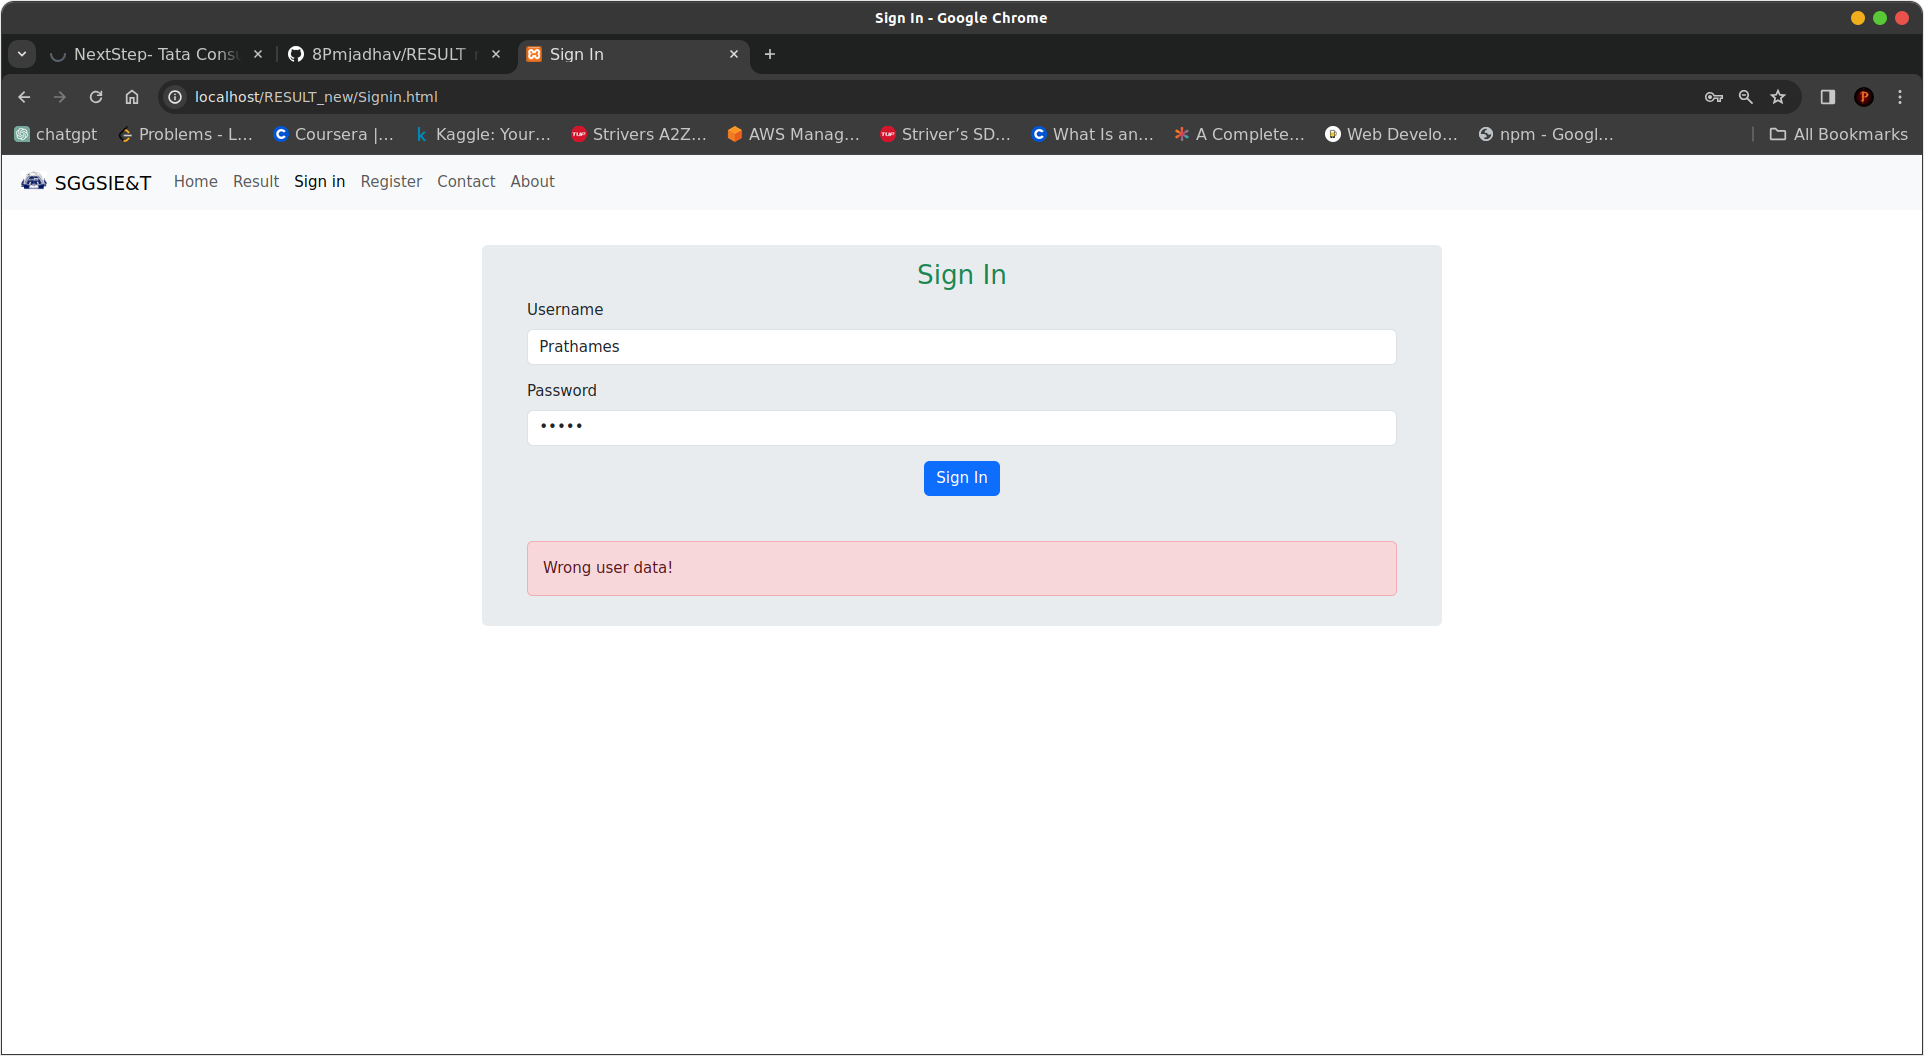 Sign In - Google Chrome
NextStep- Tata Cons
8Pmjadhav/RESULT
Sign In
localhost/RESULT_new/Signin.html
chatgpt
Problems - L...
Coursera |...
Kaggle: Your...
Strivers A2Z...
AWS Manag...
Striver’s SD...
What Is an...
A Complete...
Web Develo...
npm - Googl...
All Bookmarks
SGGSIE&T Home Result Sign in Register Contact About
Sign In
Username
Prathames
Password
•••••
Sign In
Wrong user data!